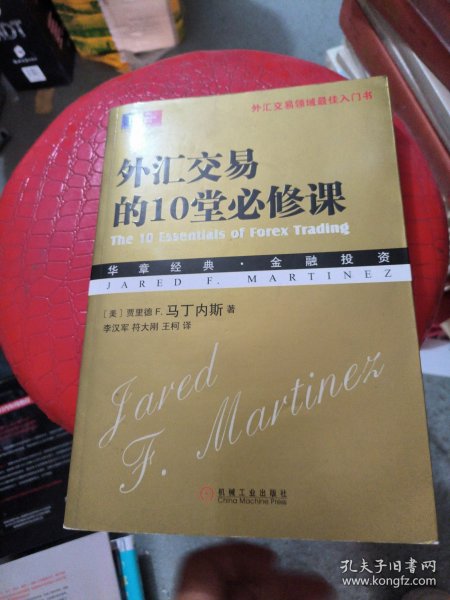 外汇交易领域最佳入门书
外汇交易
的10堂必修课
The 10 Essentials of Forex Trading
华章经典·金融投资
JARED F. MARTINEZ
[美] 贾里德 F. 马丁内斯 著
李汉军 符大刚 王柯 译
Jared
F. Martinez
机械工业出版社
China Machine Press
孔夫子旧书网
www.kongfz.com